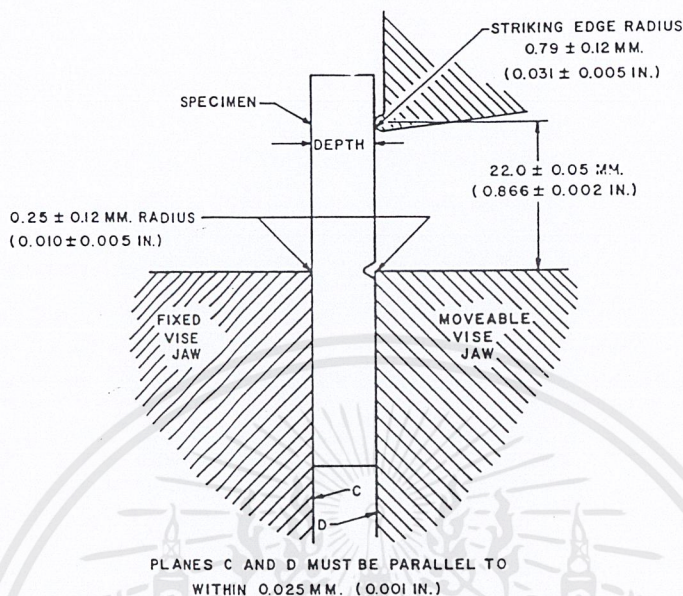 STRIKING EDGE RADIUS
0.79 ± 0.12 MM.
(0.031 ± 0.005 IN.)
SPECIMEN
DEPTH
22.0 ± 0.05 MM.
(0.866 ± 0.002 IN.)
0.25 ± 0.12 MM. RADIUS
(0.010 ± 0.005 IN.)
FIXED
VISE
JAW
MOVEABLE
VISE
JAW
C
D
PLANES C AND D MUST BE PARALLEL TO
WITHIN 0.025 MM. (0.001 IN.)